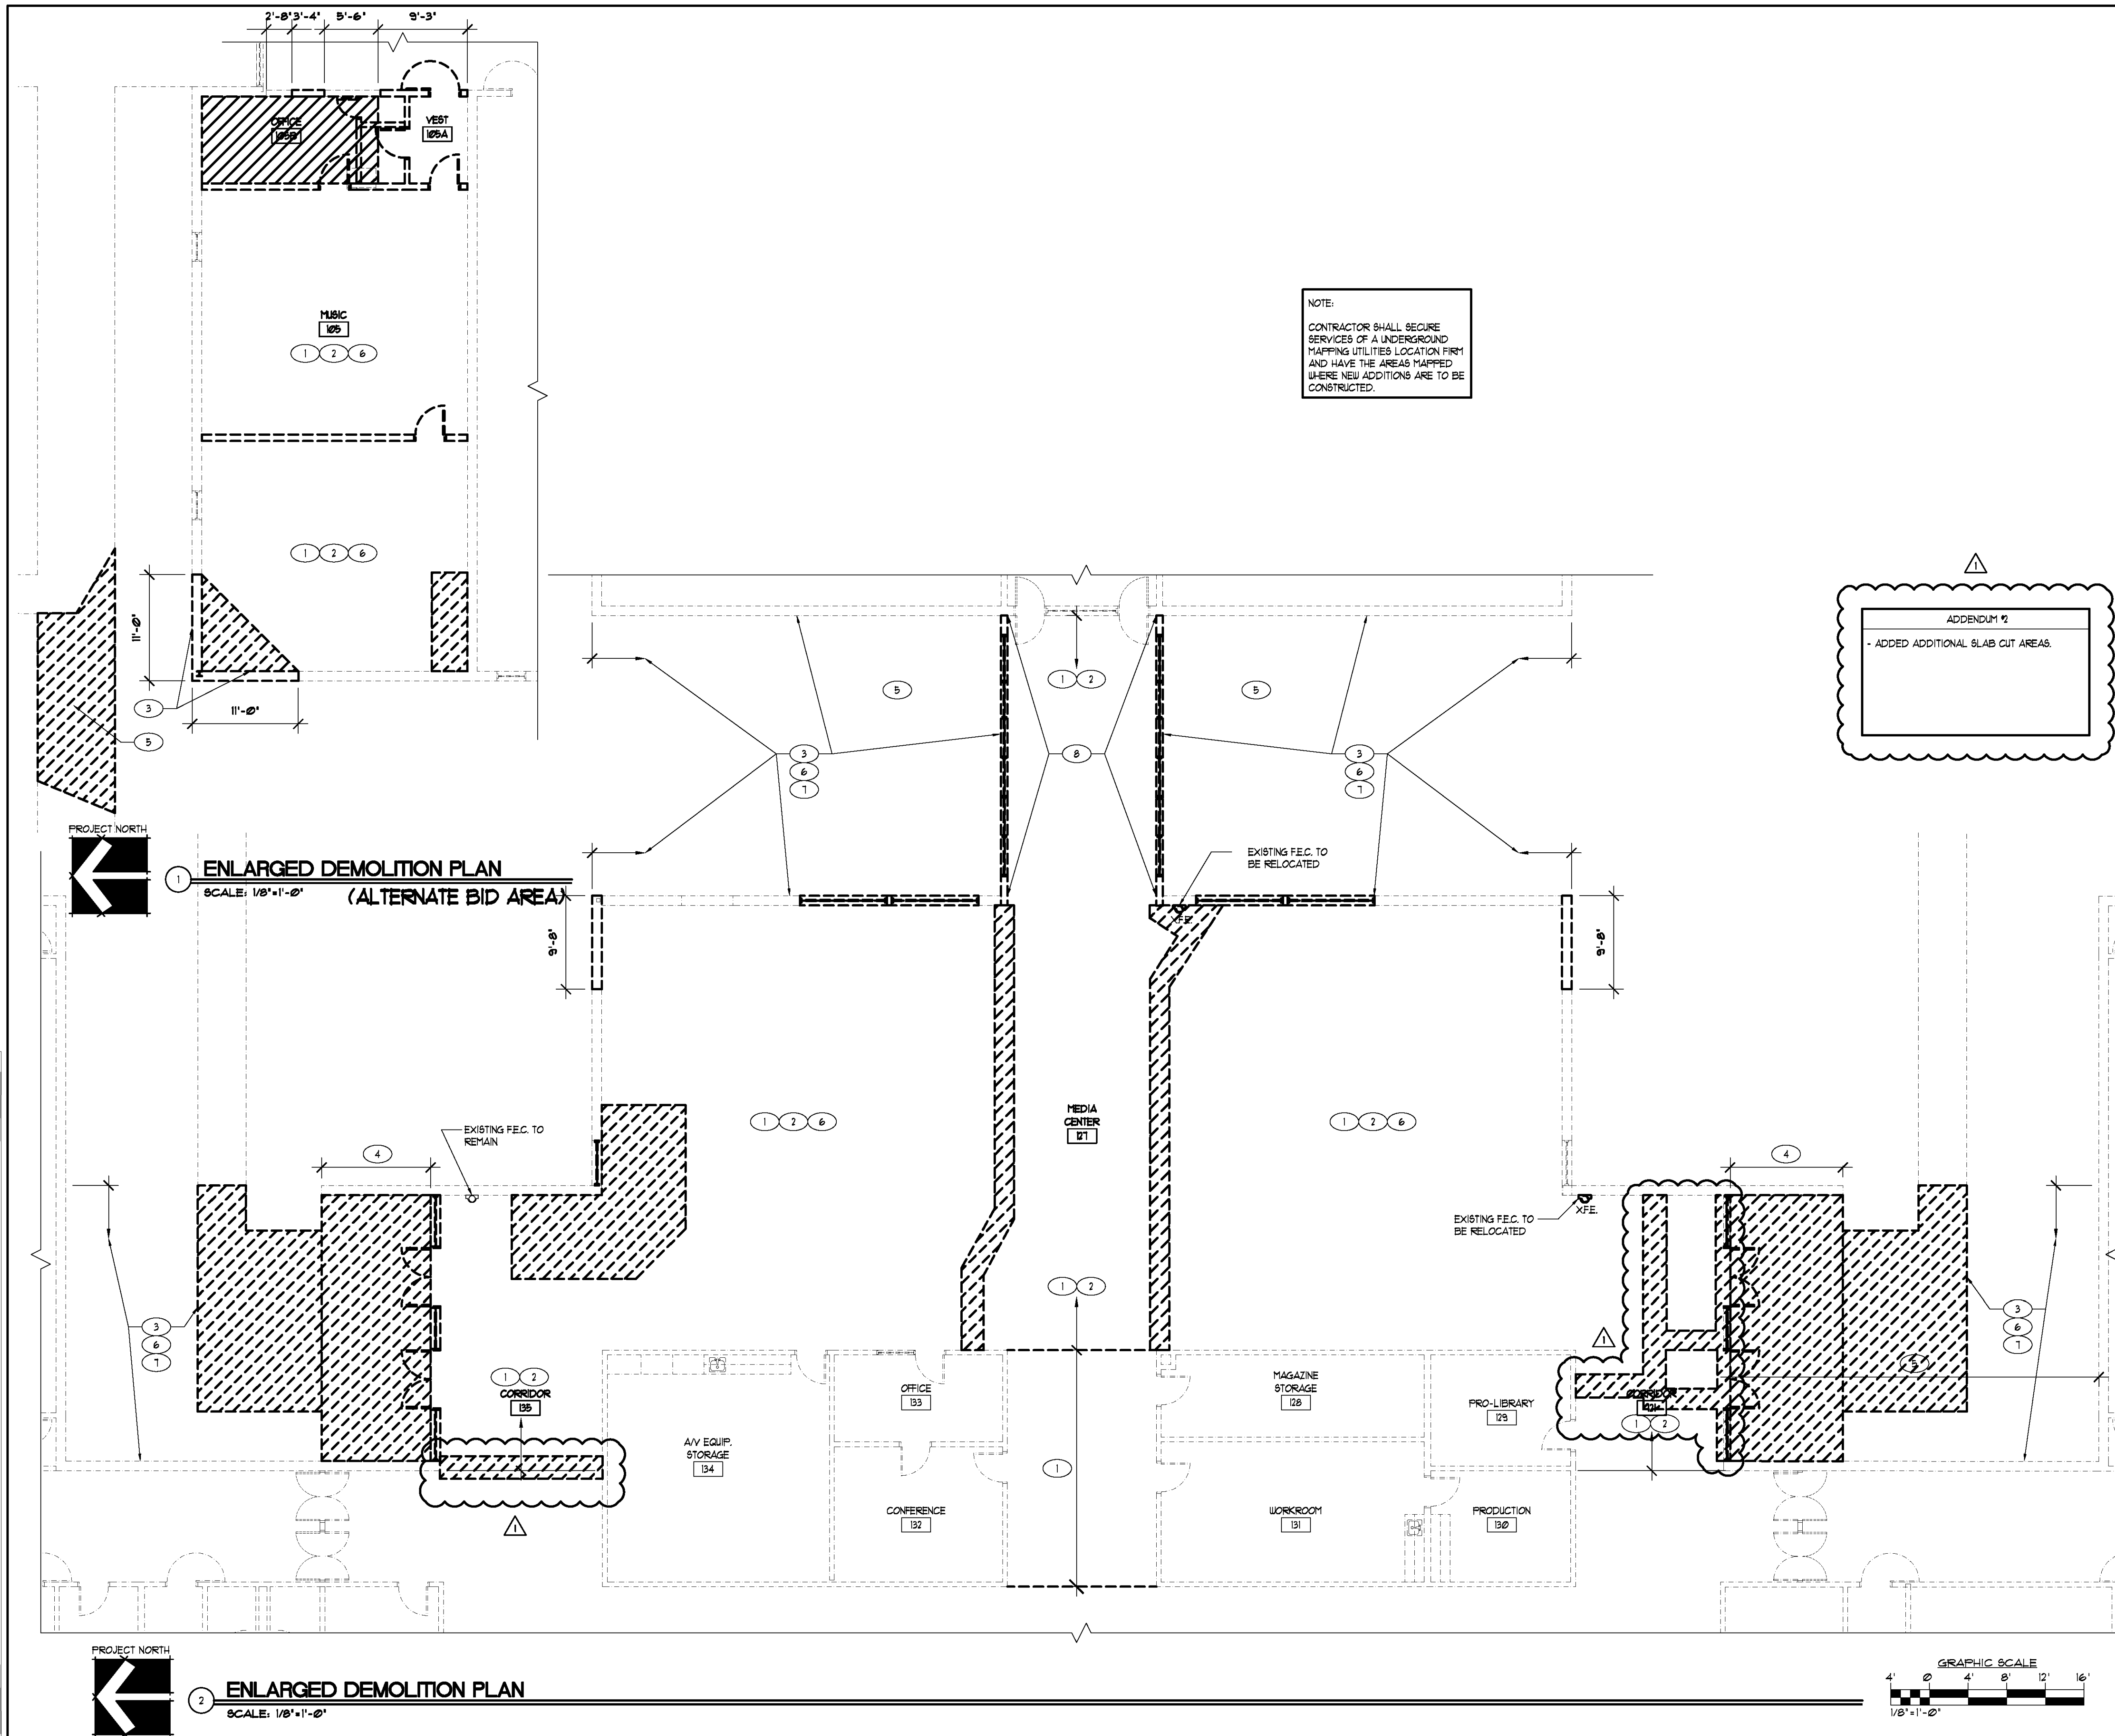 2'-8"
3'-4"
5'-6"
9'-3"
OFFICE
105B
VEST
105A
MUSIC
105
1 2 6
1 2 6
11'-0"
3
11'-0"
5
NOTE:
CONTRACTOR SHALL SECURE
SERVICES OF A UNDERGROUND
MAPPING UTILITIES LOCATION FIRM
AND HAVE THE AREAS MAPPED
WHERE NEW ADDITIONS ARE TO BE
CONSTRUCTED.
1
ADDENDUM #2
- ADDED ADDITIONAL SLAB CUT AREAS.
PROJECT NORTH
1
ENLARGED DEMOLITION PLAN
SCALE: 1/8"=1'-0"
(ALTERNATE BID AREA)
5
1 2
5
3
6
7
8
3
6
7
EXISTING F.E.C. TO
BE RELOCATED
X.F.E.
9'-8"
9'-8"
1 2 6
MEDIA
CENTER
127
1 2 6
EXISTING F.E.C. TO
REMAIN
4
4
EXISTING F.E.C. TO
BE RELOCATED
X.F.E.
1 2
3
6
7
3
6
7
1
5
1 2
CORRIDOR
135
OFFICE
133
MAGAZINE
STORAGE
128
PRO-LIBRARY
129
CORRIDOR
1 2
A/V EQUIP.
STORAGE
134
1
CONFERENCE
132
WORKROOM
131
PRODUCTION
130
1
PROJECT NORTH
2
ENLARGED DEMOLITION PLAN
SCALE: 1/8"=1'-0"
GRAPHIC SCALE
4' 0 4' 8' 12' 16'
1/8"=1'-0"